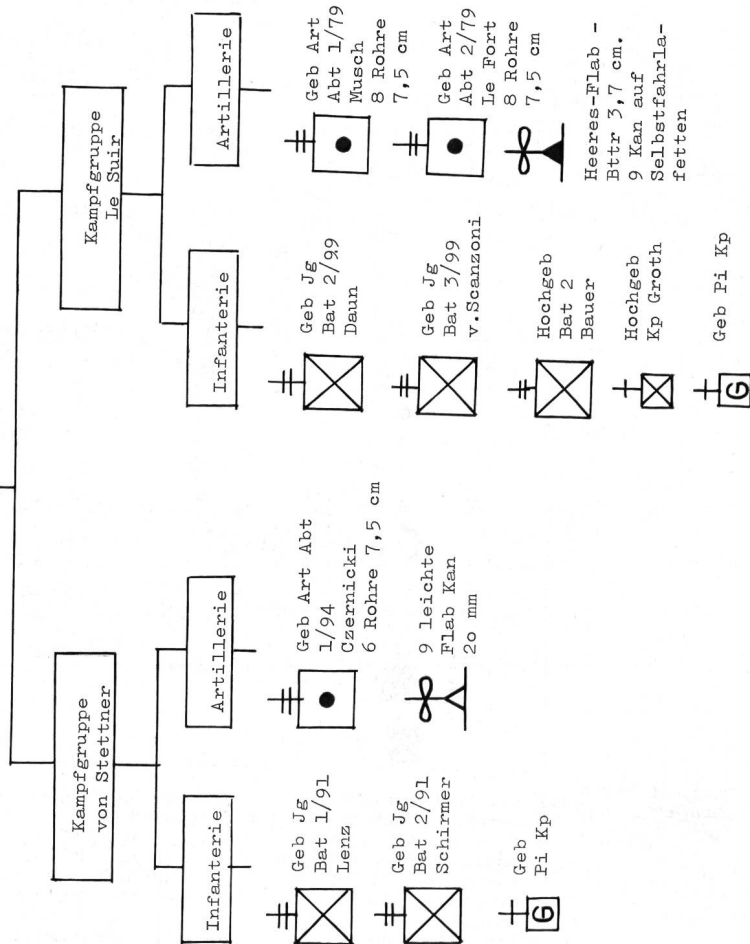 Kampfgruppe
von Stettner
Infanterie
Geb Jg
Bat 1/91
Lenz
Geb Jg
Bat 2/91
Schirmer
G
Geb
Pi Kp
Artillerie
Geb Art Abt
1/94
Czernicki
6 Rohre 7,5 cm
9 leichte
Flab Kan
2o mm
Kampfgruppe
Le Suir
Infanterie
Geb Jg
Bat 2/99
Daun
Geb Jg
Bat 3/99
v.Scanzoni
Hochgeb
Bat 2
Bauer
Hochgeb
Kp Groth
G
Geb Pi Kp
Artillerie
Geb Art
Abt 1/79
Musch
8 Rohre
7,5 cm
Geb Art
Abt 2/79
Le Fort
8 Rohre
7,5 cm
Heeres-Flab -
Bttr 3,7 cm.
9 Kan auf
Selbstfahrla-
fetten